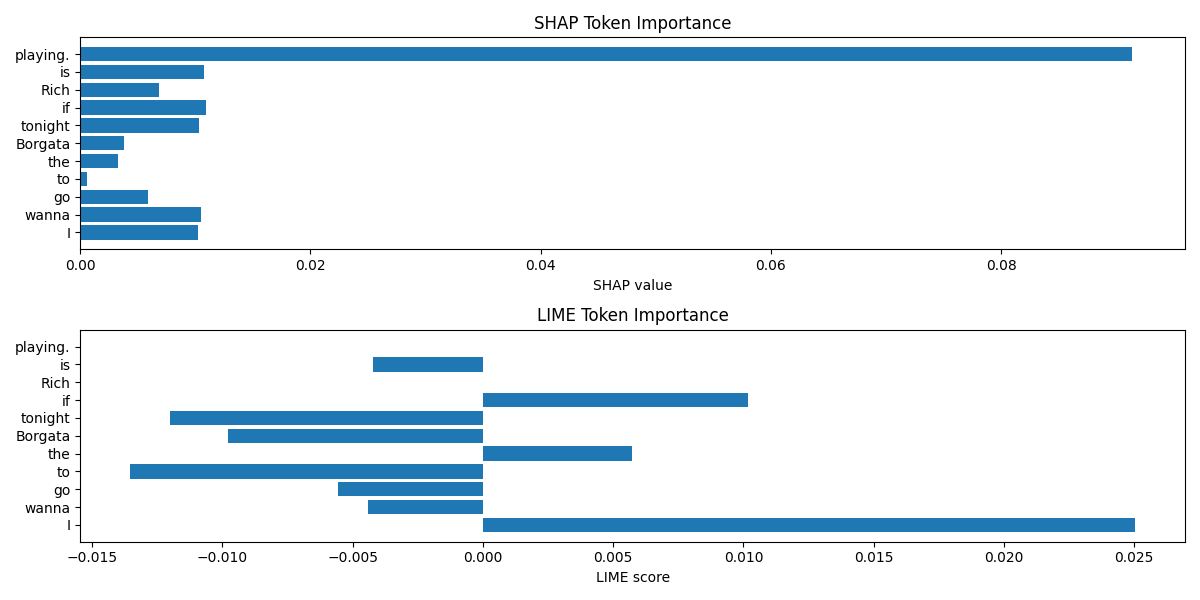 SHAP Token Importance
playing.
is
Rich
if
tonight
Borgata
the
to
go
wanna
I
0.00 0.02 0.04 0.06 0.08
SHAP value
LIME Token Importance
playing.
is
Rich
if
tonight
Borgata
the
to
go
wanna
I
−0.015 −0.010 −0.005 0.000 0.005 0.010 0.015 0.020 0.025
LIME score